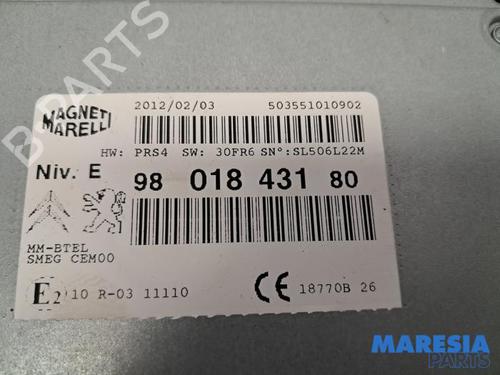 B-PARTS
MAGNETI MARELLI
2012/02/03 503551010902
HW: PRS4 SW: 30FR6 SN°:SL506L22M
Niv. E 98 018 431 80
MM-BTEL
SMEG CEM00
E2 10 R-03 11110 CE 18770B 26
MARESIA
PARTS